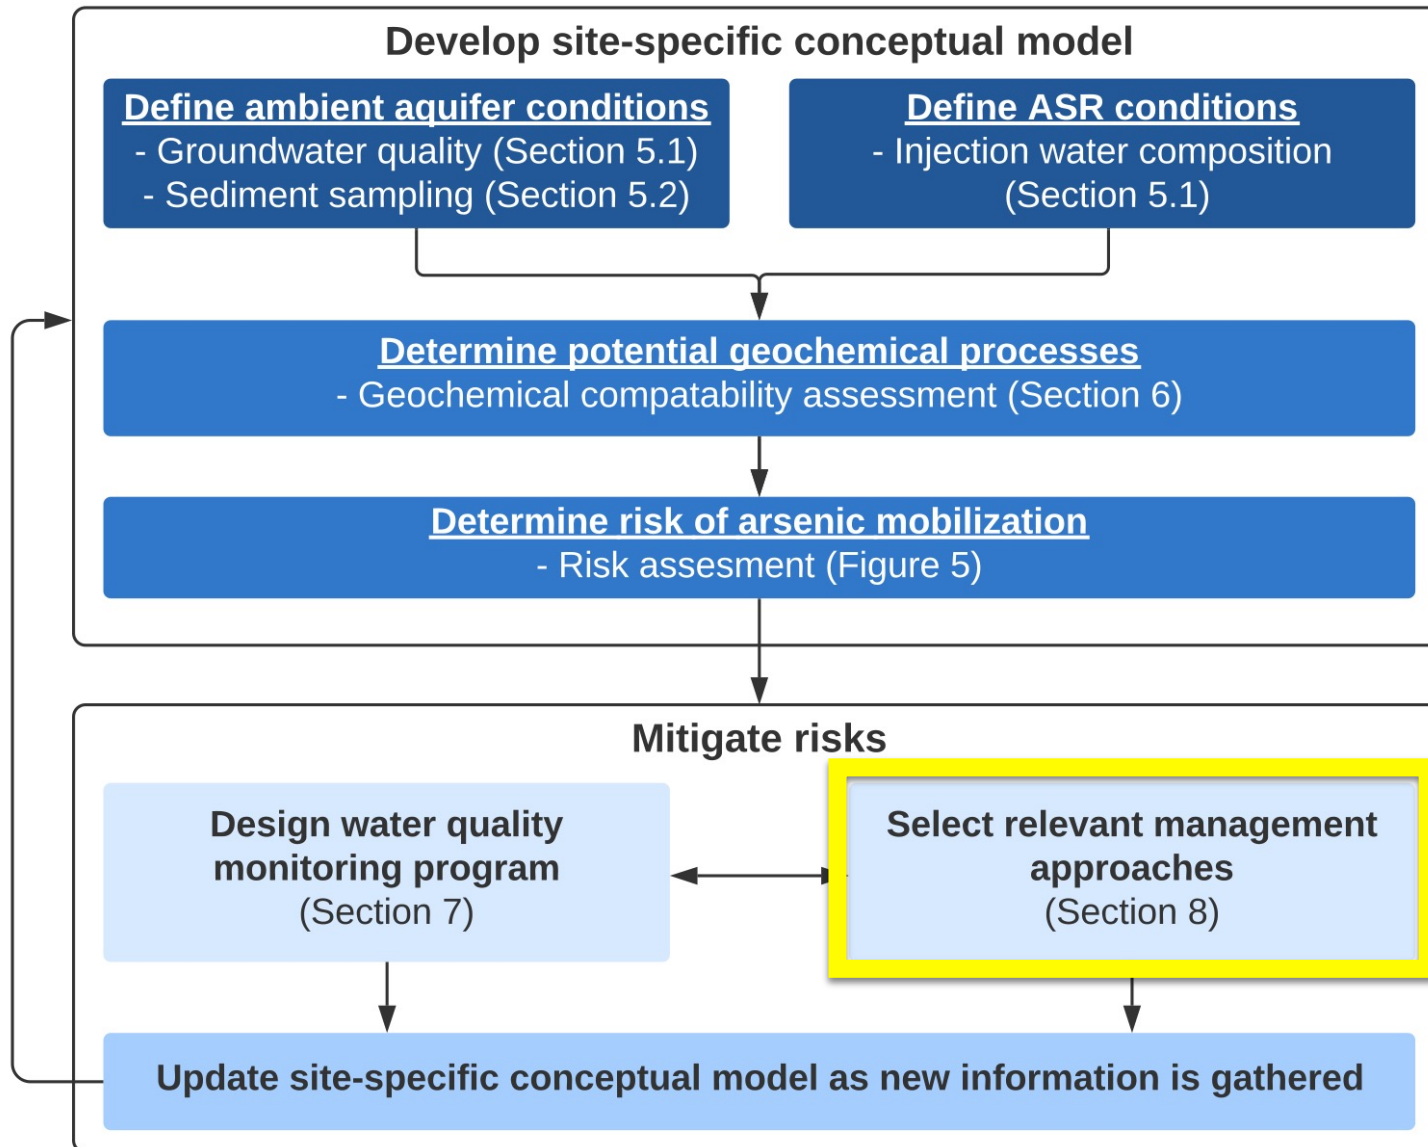 Develop site-specific conceptual model
Define ambient aquifer conditions
- Groundwater quality (Section 5.1)
- Sediment sampling (Section 5.2)
Define ASR conditions
- Injection water composition
(Section 5.1)
Determine potential geochemical processes
- Geochemical compatability assessment (Section 6)
Determine risk of arsenic mobilization
- Risk assesment (Figure 5)
Mitigate risks
Design water quality
monitoring program
(Section 7)
Select relevant management
approaches
(Section 8)
Update site-specific conceptual model as new information is gathered